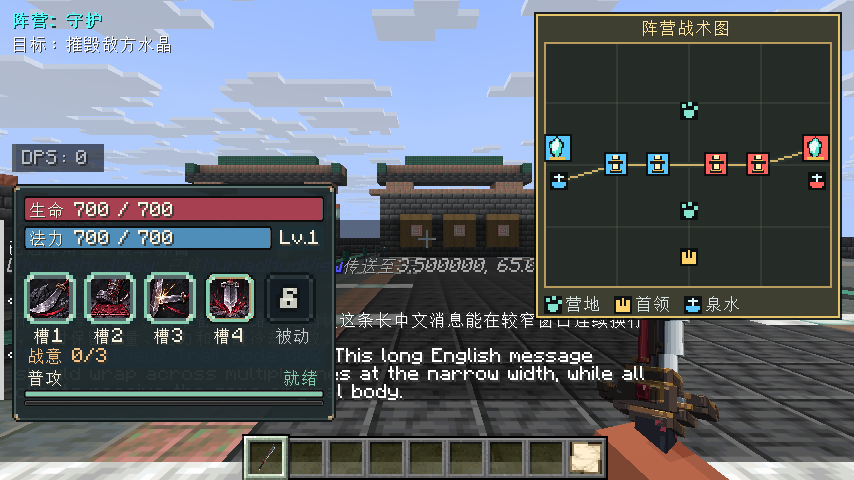 阵营：守护
目标：摧毁敌方水晶
DPS: 0
生命 700 / 700
法力 700 / 700
Lv.1
槽1
槽2
槽3
槽4
被动
战意 0/3
普攻
就绪
阵营战术图
营地
首领
泉水
传送至3.500000, 65.0
这条长中文消息能在较窄窗口连续换行
This long English message
wrap across multip
s at the narrow width, while all
l body.